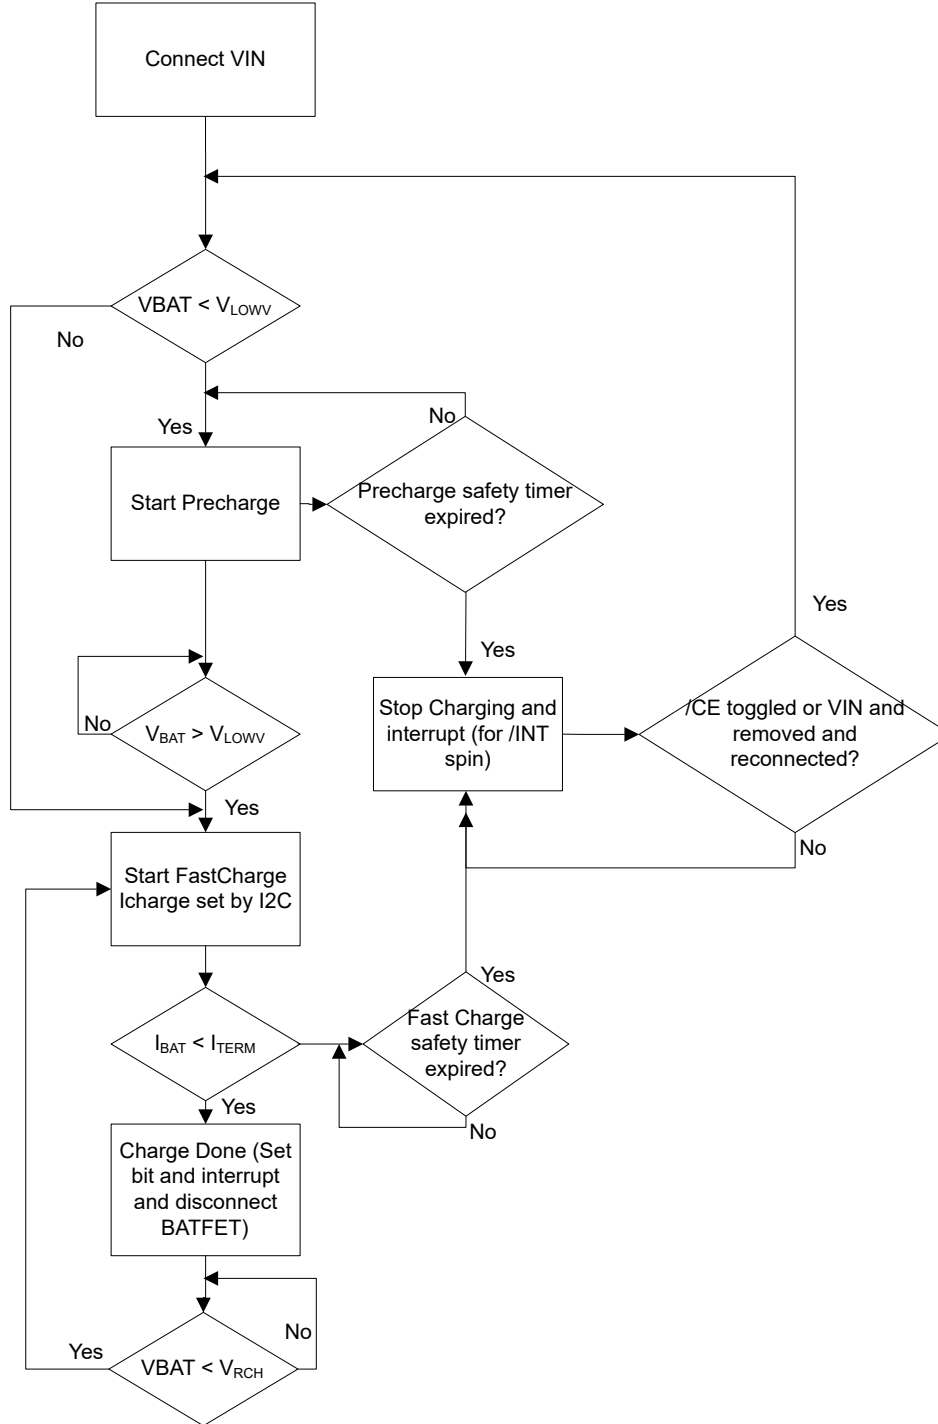 Connect VIN
VBAT < VLOWV
No
Yes
No
Start Precharge
Precharge safety timer
expired?
Yes
Yes
No
VBAT > VLOWV
Stop Charging and
interrupt (for /INT
spin)
/CE toggled or VIN and
removed and
reconnected?
Yes
No
Start FastCharge
Icharge set by I2C
Yes
IBAT < ITERM
Fast Charge
safety timer
expired?
Yes
No
Charge Done (Set
bit and interrupt
and disconnect
BATFET)
No
Yes
VBAT < VRCH